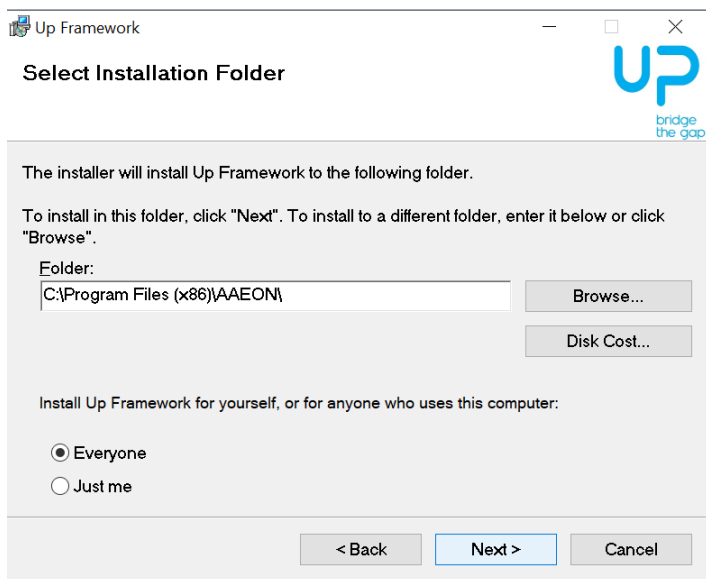 Up Framework
Select Installation Folder
UP
bridge
the gap
The installer will install Up Framework to the following folder.
To install in this folder, click "Next". To install to a different folder, enter it below or click
"Browse".
Folder:
C:\Program Files (x86)\AAEON\
Browse...
Disk Cost...
Install Up Framework for yourself, or for anyone who uses this computer:
Everyone
Just me
< Back
Next >
Cancel